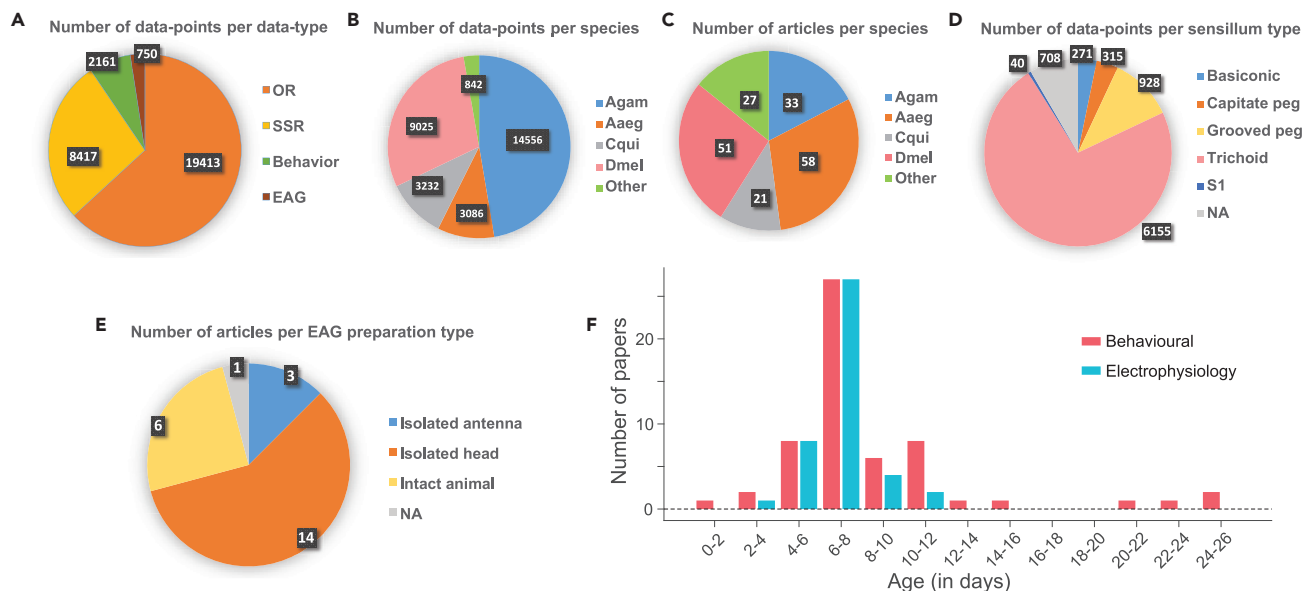 A
Number of data-points per data-type
2161
750
8417
19413
OR
SSR
Behavior
EAG
B
Number of data-points per species
842
9025
14556
3232
3086
Agam
Aaeg
Cqui
Dmel
Other
C
Number of articles per species
27
33
51
58
21
Agam
Aaeg
Cqui
Dmel
Other
D
Number of data-points per sensillum type
40
708
271
315
928
6155
Basiconic
Capitate peg
Grooved peg
Trichoid
S1
NA
E
Number of articles per EAG preparation type
1
3
6
14
Isolated antenna
Isolated head
Intact animal
NA
F
Number of papers
20
10
0
Behavioural
Electrophysiology
0-2
2-4
4-6
6-8
8-10
10-12
12-14
14-16
16-18
18-20
20-22
22-24
24-26
Age (in days)